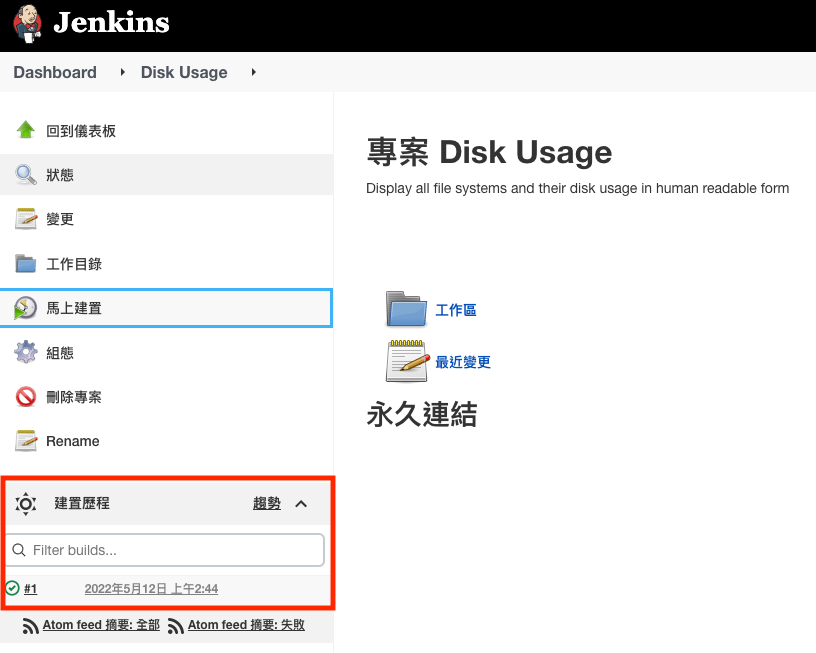 Jenkins
Dashboard
Disk Usage
回到儀表板
狀態
變更
工作目錄
馬上建置
組態
刪除專案
Rename
建置歷程 趨勢
Filter builds...
#1 2022年5月12日 上午2:44
Atom feed 摘要: 全部 Atom feed 摘要: 失敗
專案 Disk Usage
Display all file systems and their disk usage in human readable form
工作區
最近變更
永久連結